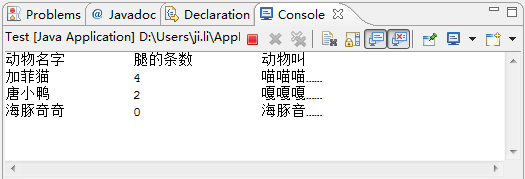 Problems @ Javadoc Declaration Console
Test [Java Application] D:\Users\ji.li\Appl
动物名字 腿的条数 动物叫
加菲猫 4 喵喵喵……
唐小鸭 2 嘎嘎嘎……
海豚奇奇 0 海豚音……